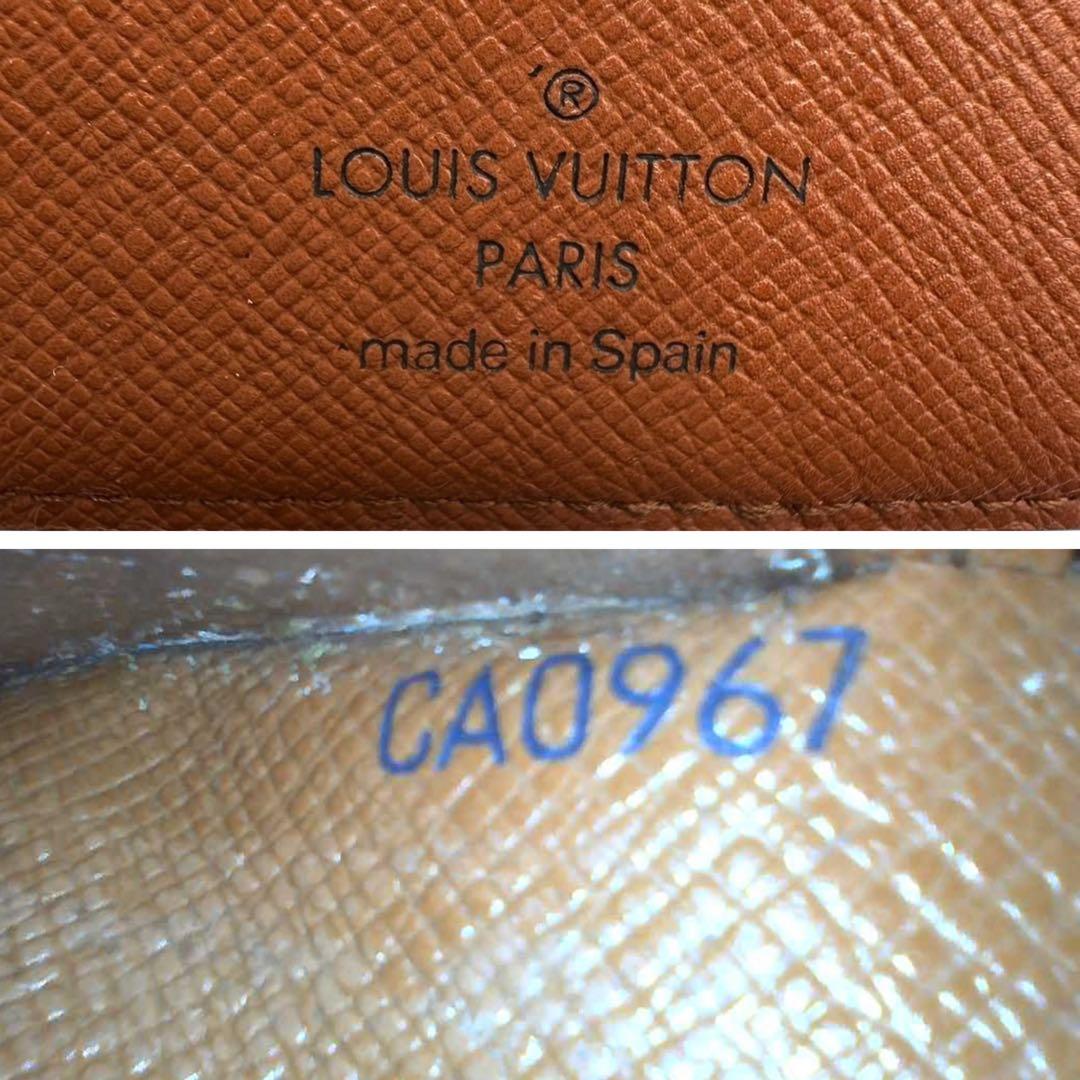 ®
LOUIS VUITTON
PARIS
made in Spain
CA0967